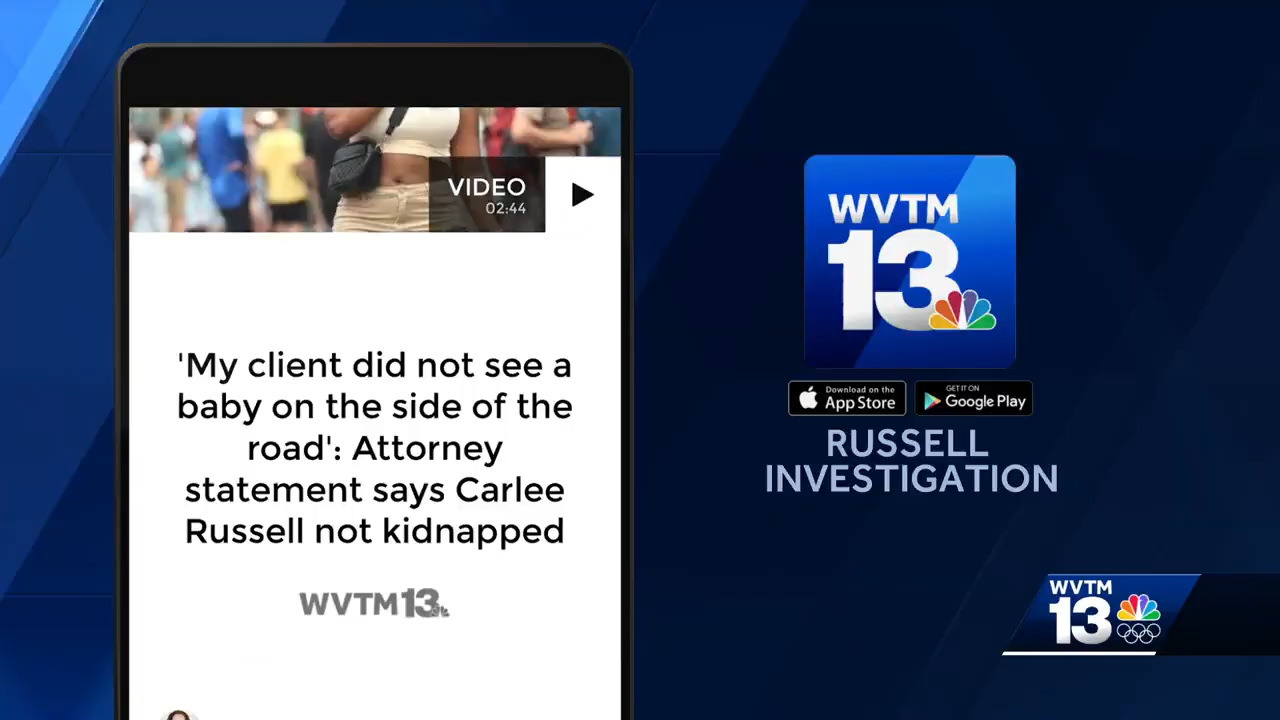 VIDEO
02:44
'My client did not see a
baby on the side of the
road': Attorney
statement says Carlee
Russell not kidnapped
WVTM13
WVTM
13
Download on the
App Store
GET IT ON
Google Play
RUSSELL
INVESTIGATION
WVTM
13